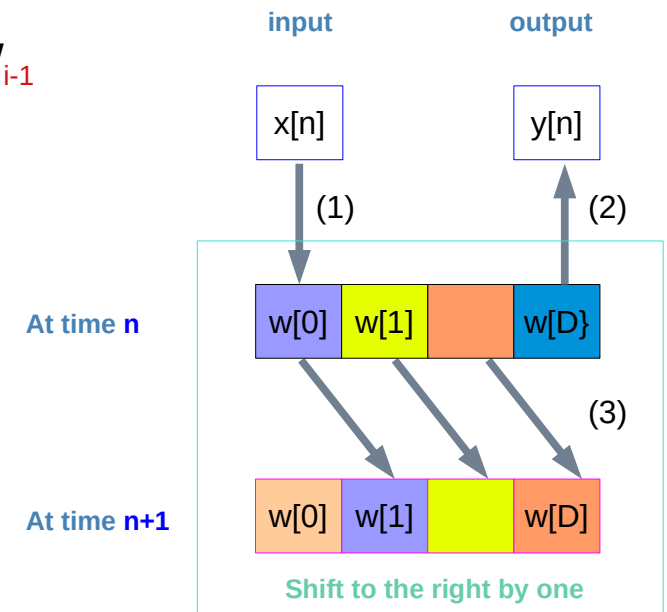 input output
i-1
x[n] y[n]
(1) (2)
At time n
w[0] w[1] w[D}
(3)
At time n+1
w[0] w[1] w[D]
Shift to the right by one